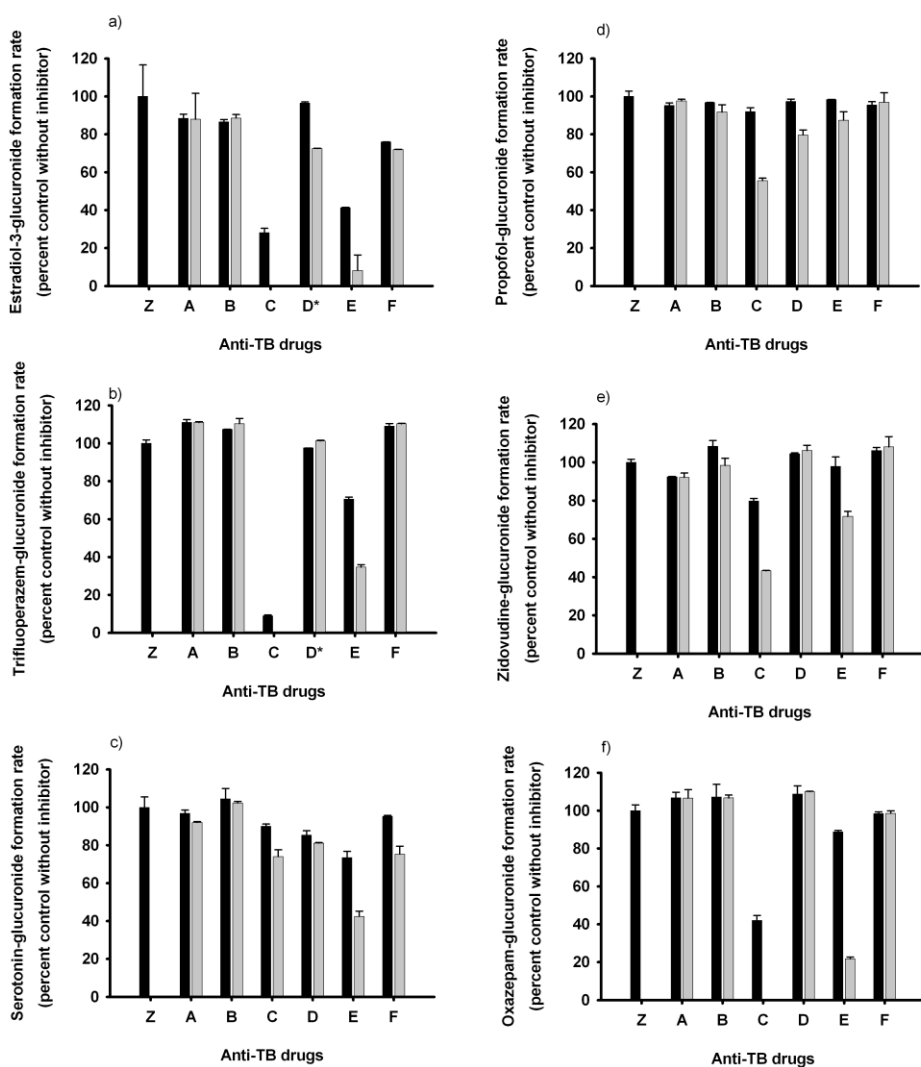 a)
Estradiol-3-glucuronide formation rate
(percent control without inhibitor)
120
100
80
60
40
20
0
Z A B C D* E F
Anti-TB drugs
b)
Trifluoperazem-glucuronide formation rate
(percent control without inhibitor)
120
100
80
60
40
20
0
Z A B C D* E F
Anti-TB drugs
c)
Serotonin-glucuronide formation rate
(percent control without inhibitor)
120
100
80
60
40
20
0
Z A B C D E F
Anti-TB drugs
d)
Propofol-glucuronide formation rate
(percent control without inhibitor)
120
100
80
60
40
20
0
Z A B C D E F
Anti-TB drugs
e)
Zidovudine-glucuronide formation rate
(percent control without inhibitor)
120
100
80
60
40
20
0
Z A B C D E F
Anti-TB drugs
f)
Oxazepam-glucuronide formation rate
(percent control without inhibitor)
120
100
80
60
40
20
0
Z A B C D E F
Anti-TB drugs